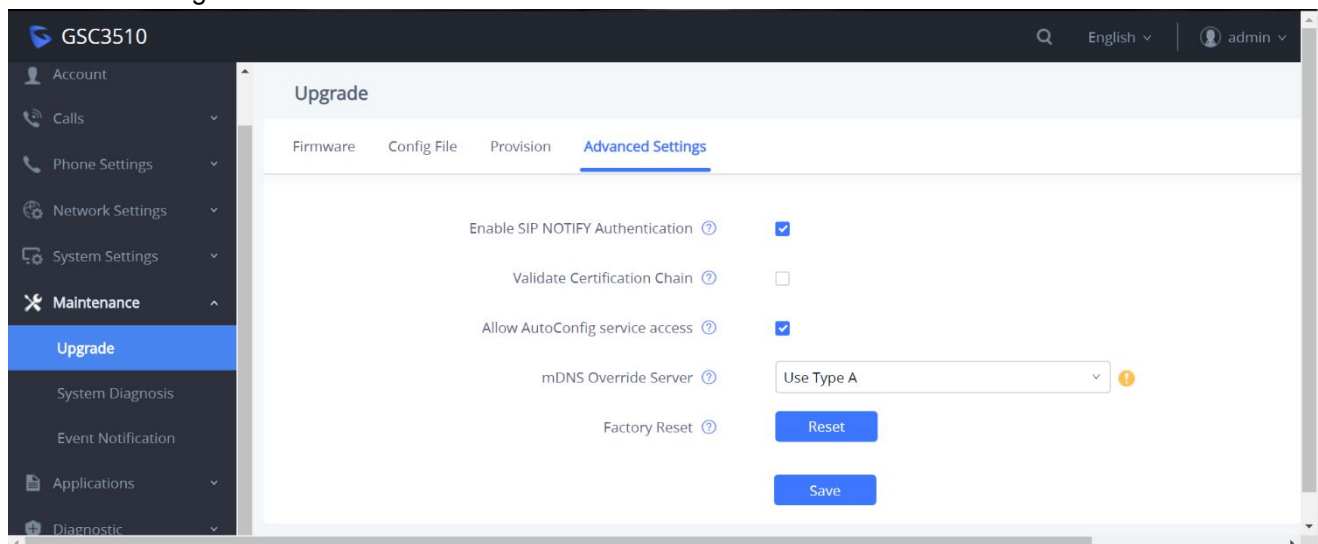 GSC3510
English
admin
Account
Calls
Phone Settings
Network Settings
System Settings
Maintenance
Upgrade
System Diagnosis
Event Notification
Applications
Diagnostic
Upgrade
Firmware Config File Provision Advanced Settings
Enable SIP NOTIFY Authentication
Validate Certification Chain
Allow AutoConfig service access
mDNS Override Server Use Type A
Factory Reset Reset
Save